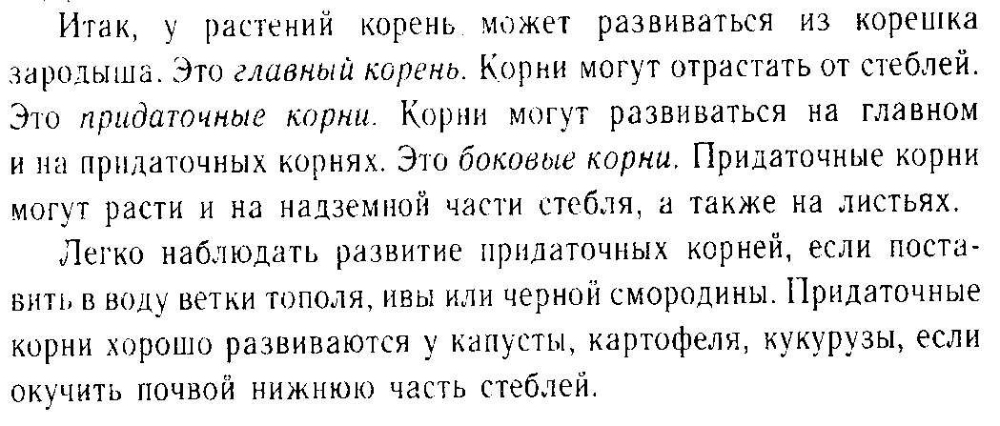 Итак, у растений корень может развиваться из корешка
зародыша. Это главный корень. Корни могут отрастать от стеблей.
Это придаточные корни. Корни могут развиваться на главном
и на придаточных корнях. Это боковые корни. Придаточные корни
могут расти и на надземной части стебля, а также на листьях.
Легко наблюдать развитие придаточных корней, если поста-
вить в воду ветки тополя, ивы или черной смородины. Придаточные
корни хорошо развиваются у капусты, картофеля, кукурузы, если
окучить почвой нижнюю часть стеблей.